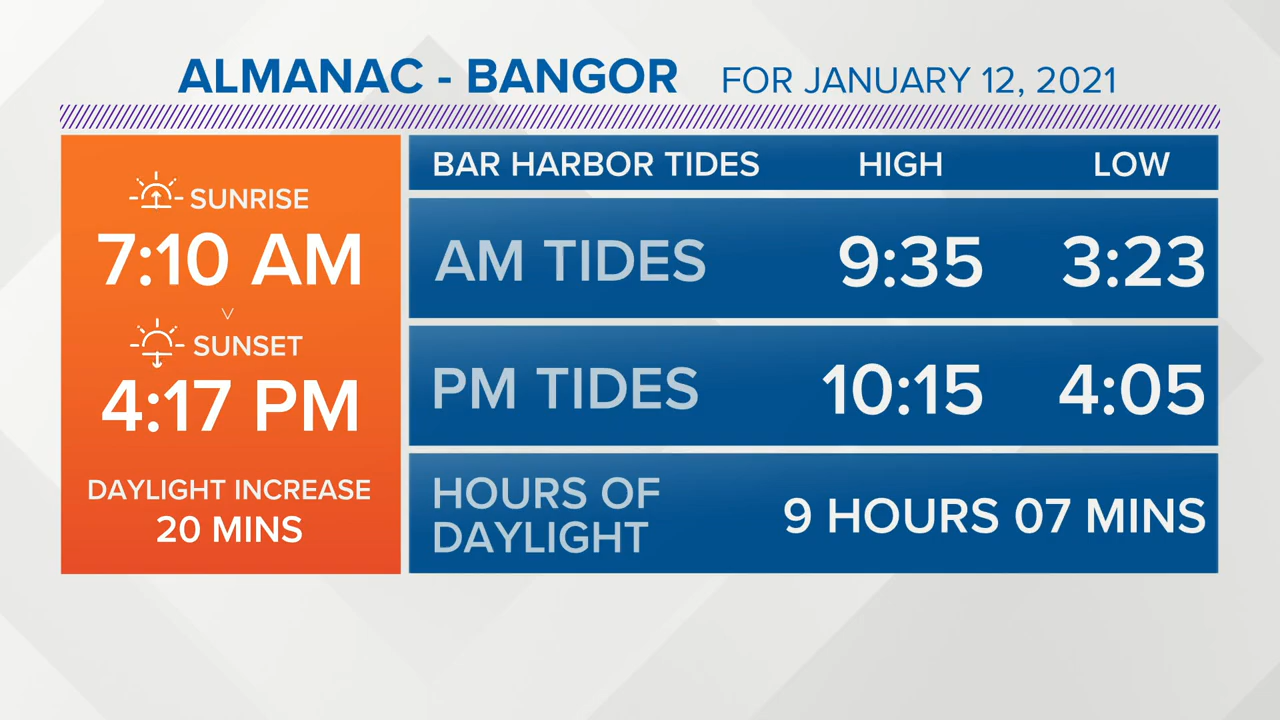 ALMANAC - BANGOR FOR JANUARY 12, 2021
SUNRISE
7:10 AM
SUNSET
4:17 PM
DAYLIGHT INCREASE
20 MINS
BAR HARBOR TIDES HIGH LOW
AM TIDES 9:35 3:23
PM TIDES 10:15 4:05
HOURS OF
DAYLIGHT
9 HOURS 07 MINS